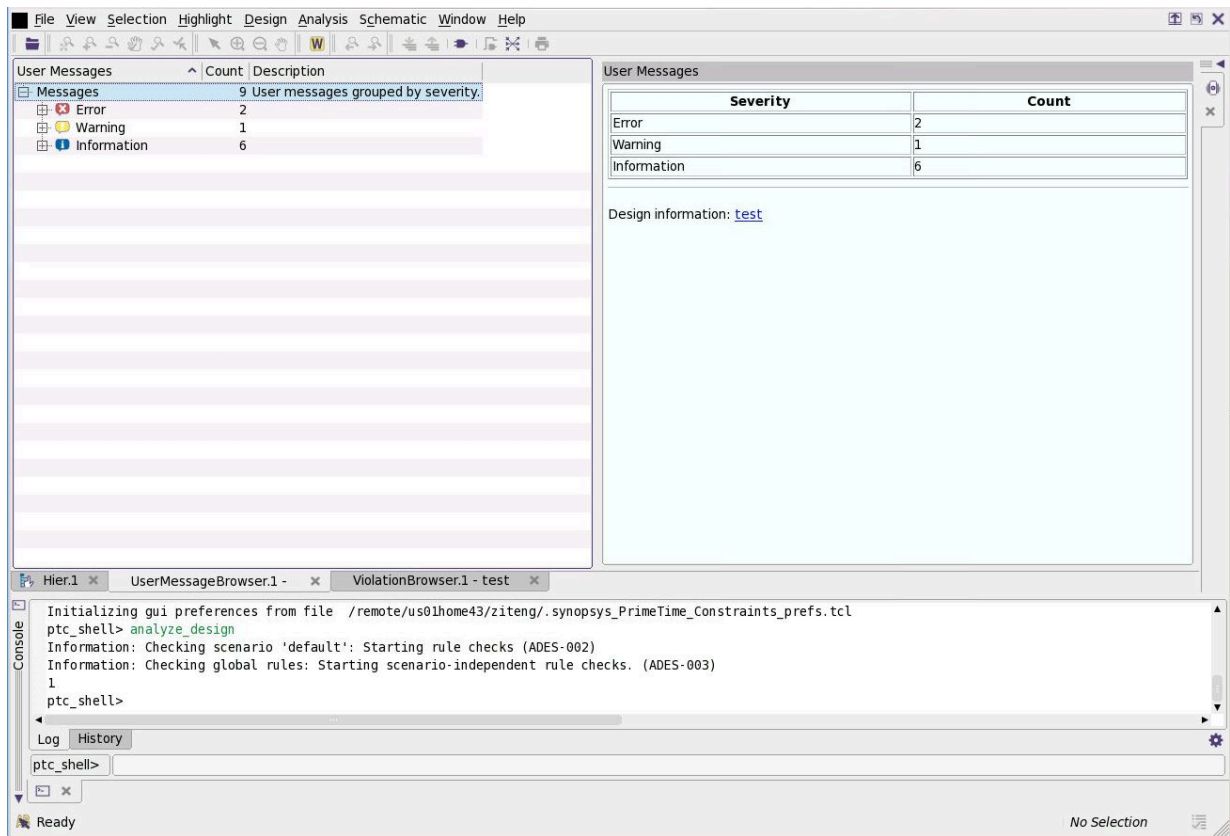 File View Selection Highlight Design Analysis Schematic Window Help
W
User Messages Count Description
Messages 9 User messages grouped by severity.
Error 2
Warning 1
Information 6
User Messages
Severity Count
Error 2
Warning 1
Information 6
Design information: test
Hier.1 UserMessageBrowser.1 - ViolationBrowser.1 - test
Console
Initializing gui preferences from file /remote/us01home43/ziteng/.synopsys_PrimeTime_Constraints_prefs.tcl
ptc_shell> analyze_design
Information: Checking scenario 'default': Starting rule checks (ADES-002)
Information: Checking global rules: Starting scenario-independent rule checks. (ADES-003)
1
ptc_shell>
Log History
ptc_shell>
Ready No Selection